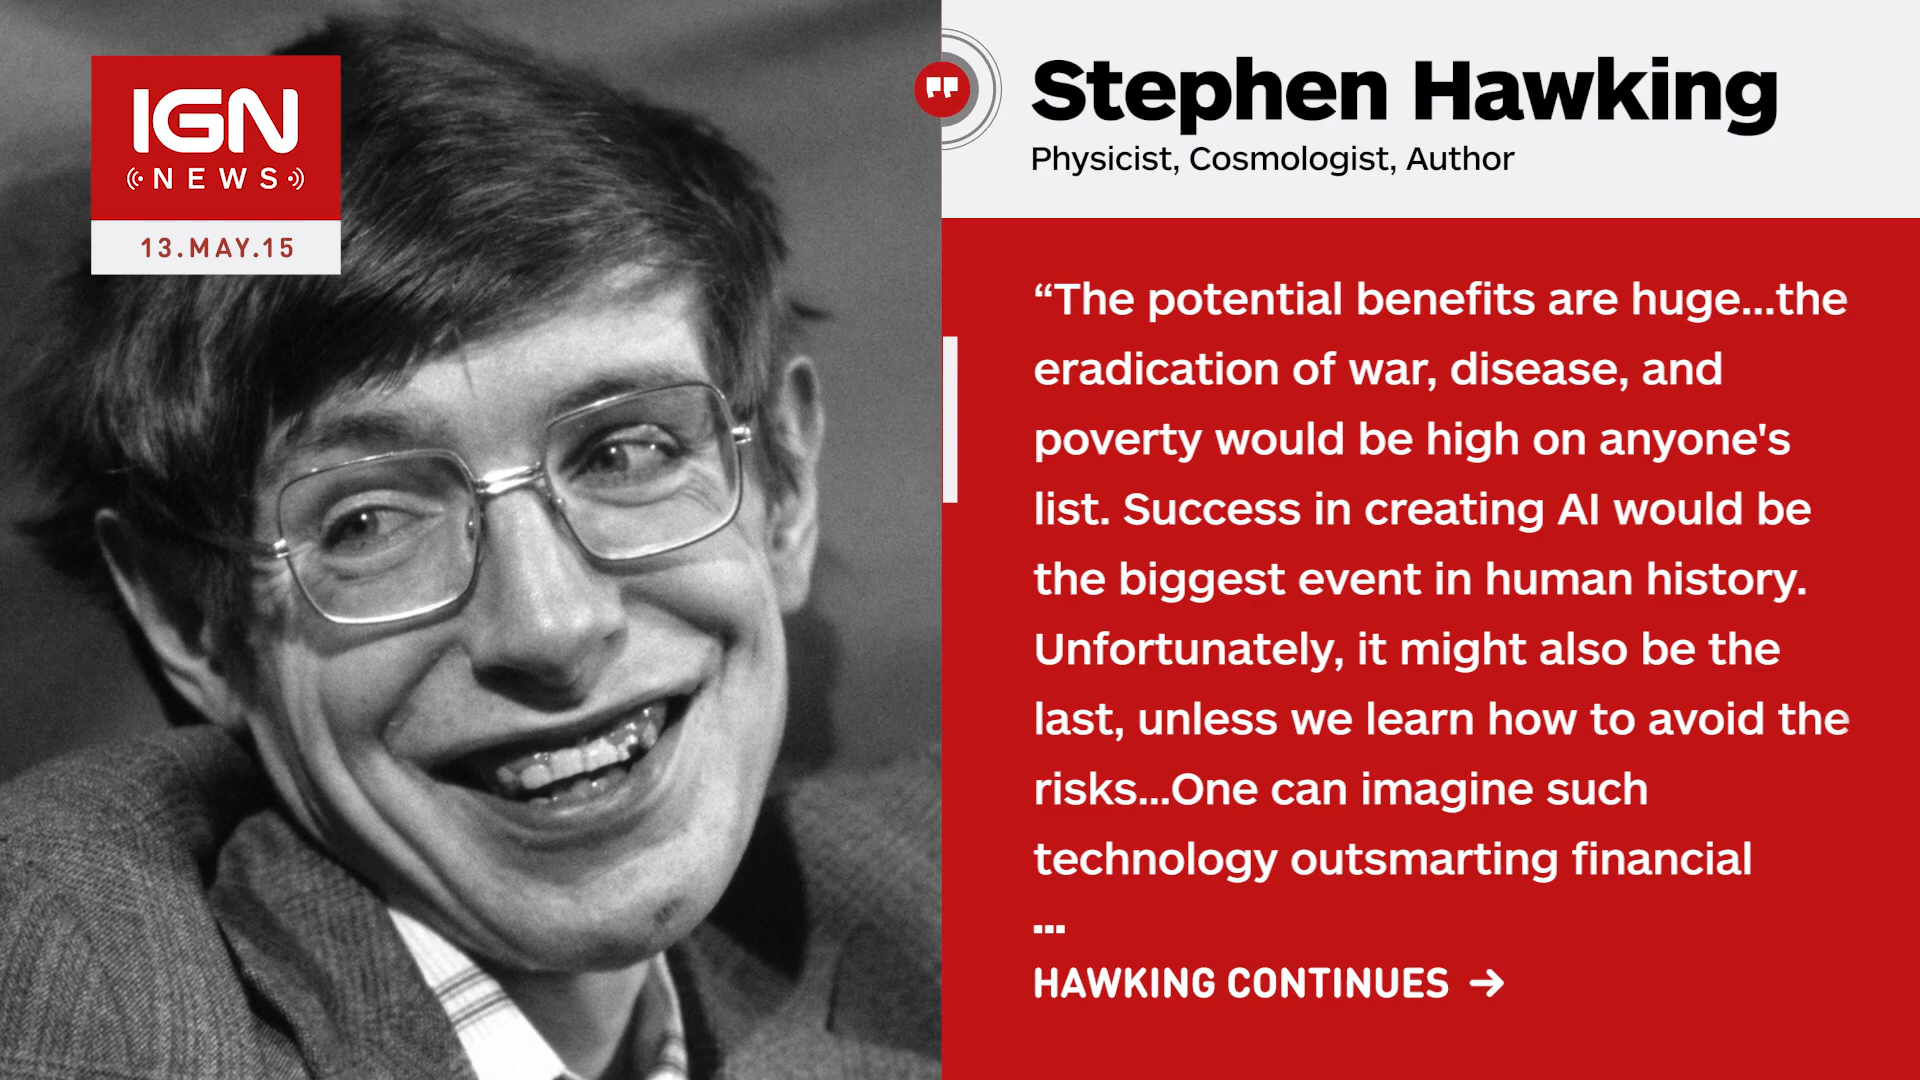 IGN
NEWS
13.MAY.15
Stephen Hawking
Physicist, Cosmologist, Author
“The potential benefits are huge...the
eradication of war, disease, and
poverty would be high on anyone's
list. Success in creating AI would be
the biggest event in human history.
Unfortunately, it might also be the
last, unless we learn how to avoid the
risks...One can imagine such
technology outsmarting financial
...
HAWKING CONTINUES →